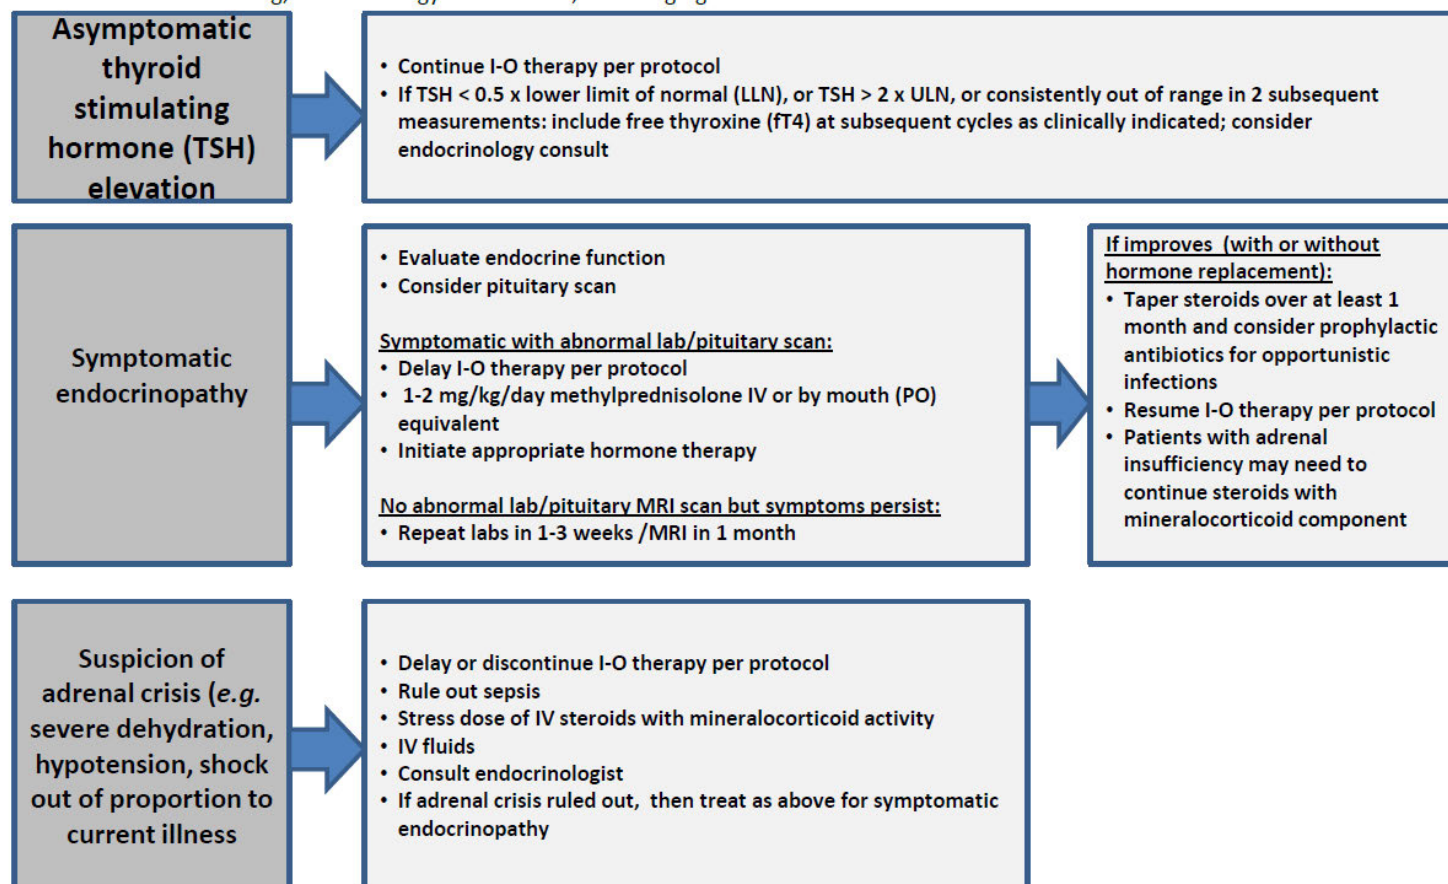 Asymptomatic
thyroid
stimulating
hormone (TSH)
elevation
• Continue I-O therapy per protocol
• If TSH < 0.5 x lower limit of normal (LLN), or TSH > 2 x ULN, or consistently out of range in 2 subsequent
measurements: include free thyroxine (fT4) at subsequent cycles as clinically indicated; consider
endocrinology consult
Symptomatic
endocrinopathy
• Evaluate endocrine function
• Consider pituitary scan
Symptomatic with abnormal lab/pituitary scan:
• Delay I-O therapy per protocol
• 1-2 mg/kg/day methylprednisolone IV or by mouth (PO)
equivalent
• Initiate appropriate hormone therapy
No abnormal lab/pituitary MRI scan but symptoms persist:
• Repeat labs in 1-3 weeks /MRI in 1 month
If improves (with or without
hormone replacement):
• Taper steroids over at least 1
month and consider prophylactic
antibiotics for opportunistic
infections
• Resume I-O therapy per protocol
• Patients with adrenal
insufficiency may need to
continue steroids with
mineralocorticoid component
Suspicion of
adrenal crisis (e.g.
severe dehydration,
hypotension, shock
out of proportion to
current illness
• Delay or discontinue I-O therapy per protocol
• Rule out sepsis
• Stress dose of IV steroids with mineralocorticoid activity
• IV fluids
• Consult endocrinologist
• If adrenal crisis ruled out, then treat as above for symptomatic
endocrinopathy